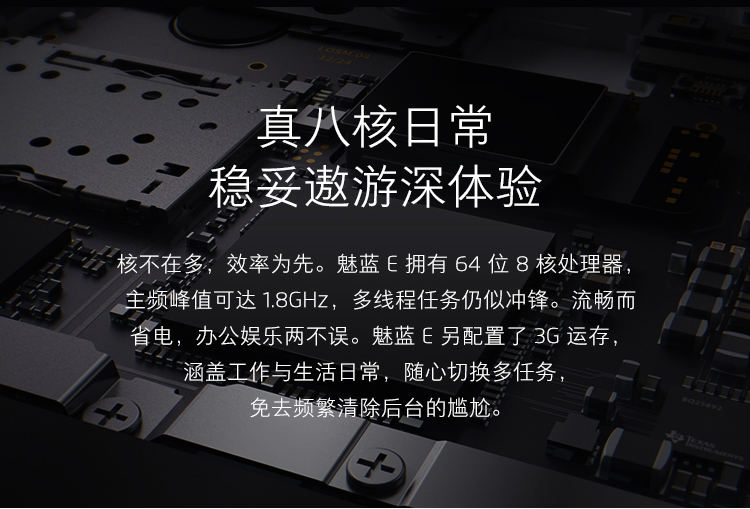 真八核日常
稳妥遨游深体验
核不在多，效率为先。魅蓝 E 拥有 64 位 8 核处理器，
主频峰值可达 1.8GHz，多线程任务仍似冲锋。流畅而
省电，办公娱乐两不误。魅蓝 E 另配置了 3G 运存，
涵盖工作与生活日常，随心切换多任务，
免去频繁清除后台的尴尬。
TEXAS
INSTRUMENTS